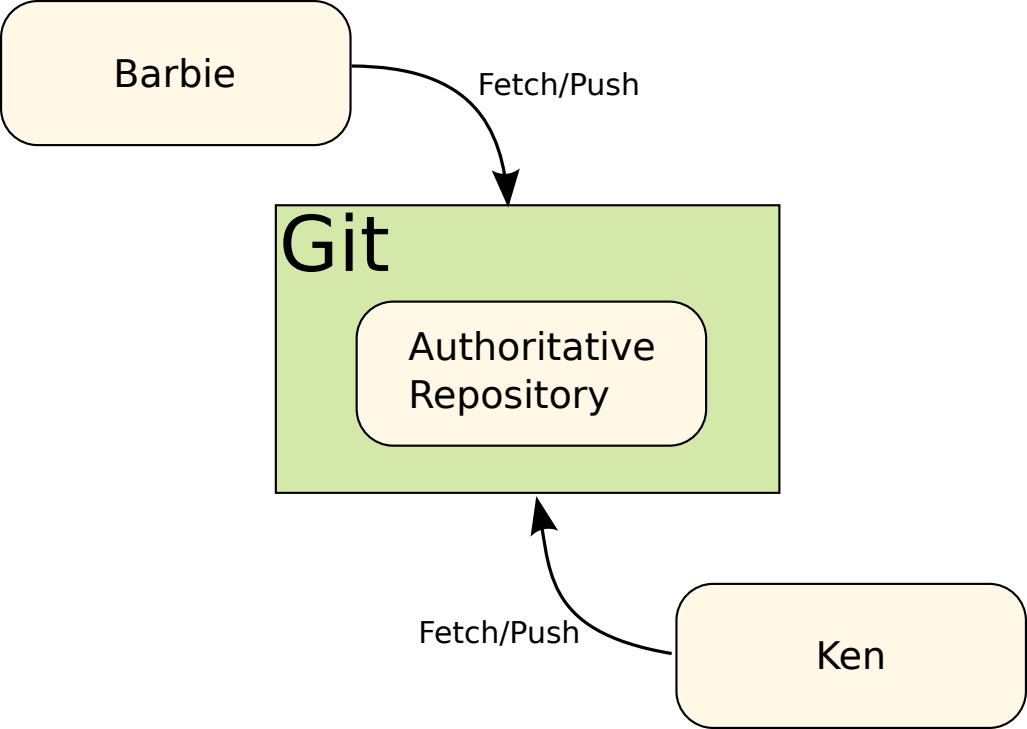 Barbie
Fetch/Push
Git
Authoritative
Repository
Fetch/Push
Ken